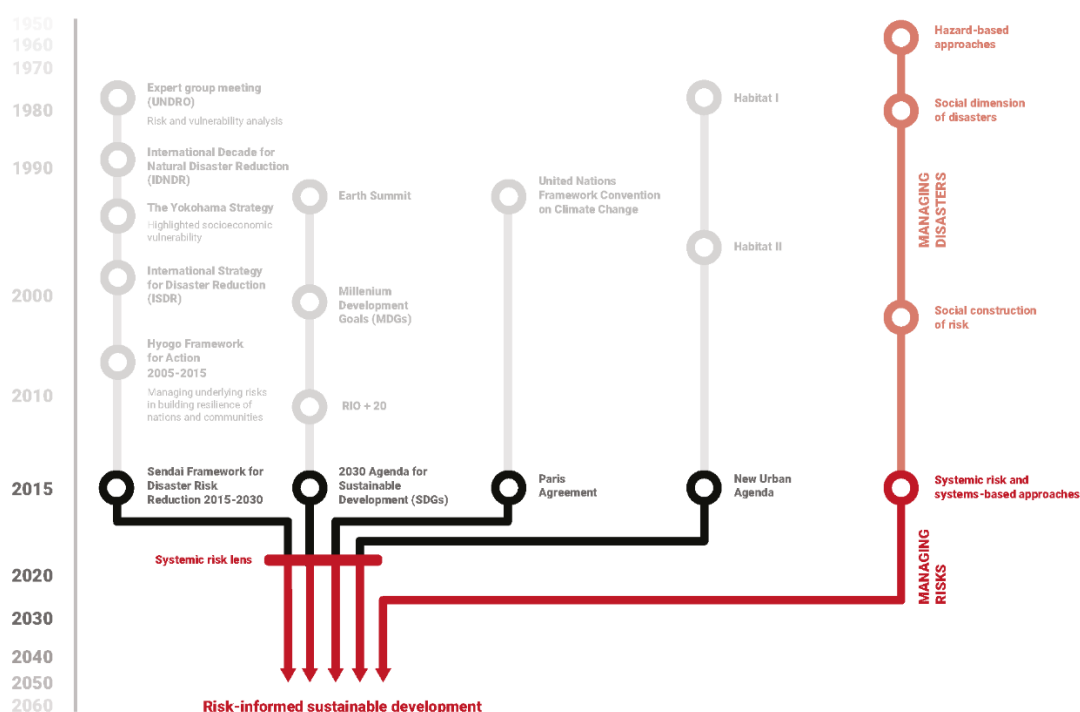 1950
1960
1970
1980
1990
2000
2010
2015
2020
2030
2040
2050
2060
Expert group meeting
(UNDRO)
Risk and vulnerability analysis
International Decade for
Natural Disaster Reduction
(IDNDR)
The Yokohama Strategy
Highlighted socioeconomic
vulnerability
International Strategy
for Disaster Reduction
(ISDR)
Hyogo Framework
for Action
2005-2015
Managing underlying risks
in building resilience of
nations and communities
Sendai Framework for
Disaster Risk
Reduction 2015-2030
Earth Summit
Millenium
Development
Goals (MDGs)
RIO + 20
2030 Agenda for
Sustainable
Development (SDGs)
United Nations
Framework Convention
on Climate Change
Paris
Agreement
Habitat I
Habitat II
New Urban
Agenda
Hazard-based
approaches
Social dimension
of disasters
MANAGING
DISASTERS
Social construction
of risk
Systemic risk and
systems-based approaches
MANAGING
RISKS
Systemic risk lens
Risk-informed sustainable development